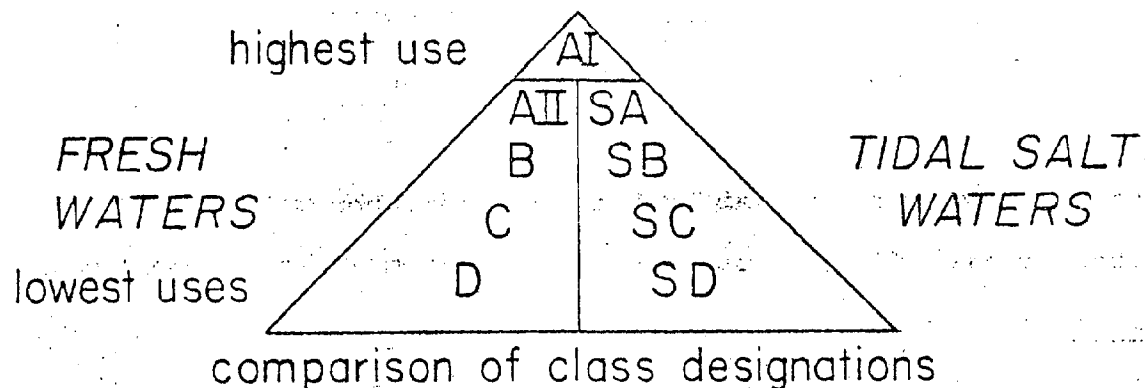 highest use
AI
AII SA
FRESH WATERS
B SB
TIDAL SALT WATERS
C SC
lowest uses
D SD
comparison of class designations